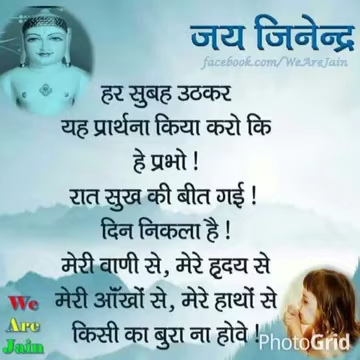 जय जिनेन्द्र
facebook.com/WeAreJain
हर सुबह उठकर
यह प्रार्थना किया करो कि
हे प्रभो !
रात सुख की बीत गई !
दिन निकला है !
मेरी वाणी से, मेरे हृदय से
मेरी आँखों से, मेरे हाथों से
किसी का बुरा ना होवे !
We
Are
Jain
PhotoGrid